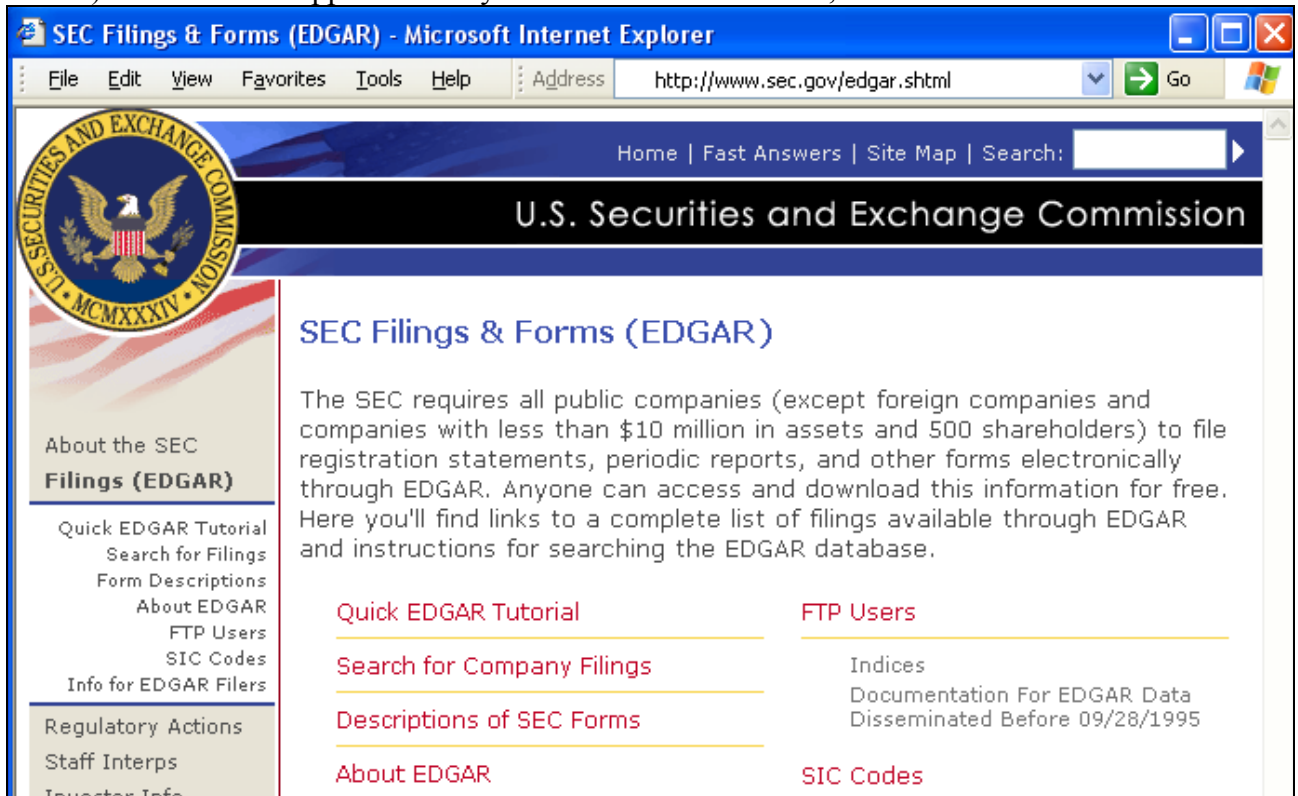 SEC Filings & Forms (EDGAR) - Microsoft Internet Explorer
File Edit View Favorites Tools Help Address http://www.sec.gov/edgar.shtml Go
U.S. SECURITIES AND EXCHANGE COMMISSION
MCMXXXIV
Home | Fast Answers | Site Map | Search:
U.S. Securities and Exchange Commission
About the SEC
Filings (EDGAR)
Quick EDGAR Tutorial
Search for Filings
Form Descriptions
About EDGAR
FTP Users
SIC Codes
Info for EDGAR Filers
Regulatory Actions
Staff Interps
SEC Filings & Forms (EDGAR)
The SEC requires all public companies (except foreign companies and
companies with less than $10 million in assets and 500 shareholders) to file
registration statements, periodic reports, and other forms electronically
through EDGAR. Anyone can access and download this information for free.
Here you'll find links to a complete list of filings available through EDGAR
and instructions for searching the EDGAR database.
Quick EDGAR Tutorial
Search for Company Filings
Descriptions of SEC Forms
About EDGAR
FTP Users
Indices
Documentation For EDGAR Data
Disseminated Before 09/28/1995
SIC Codes